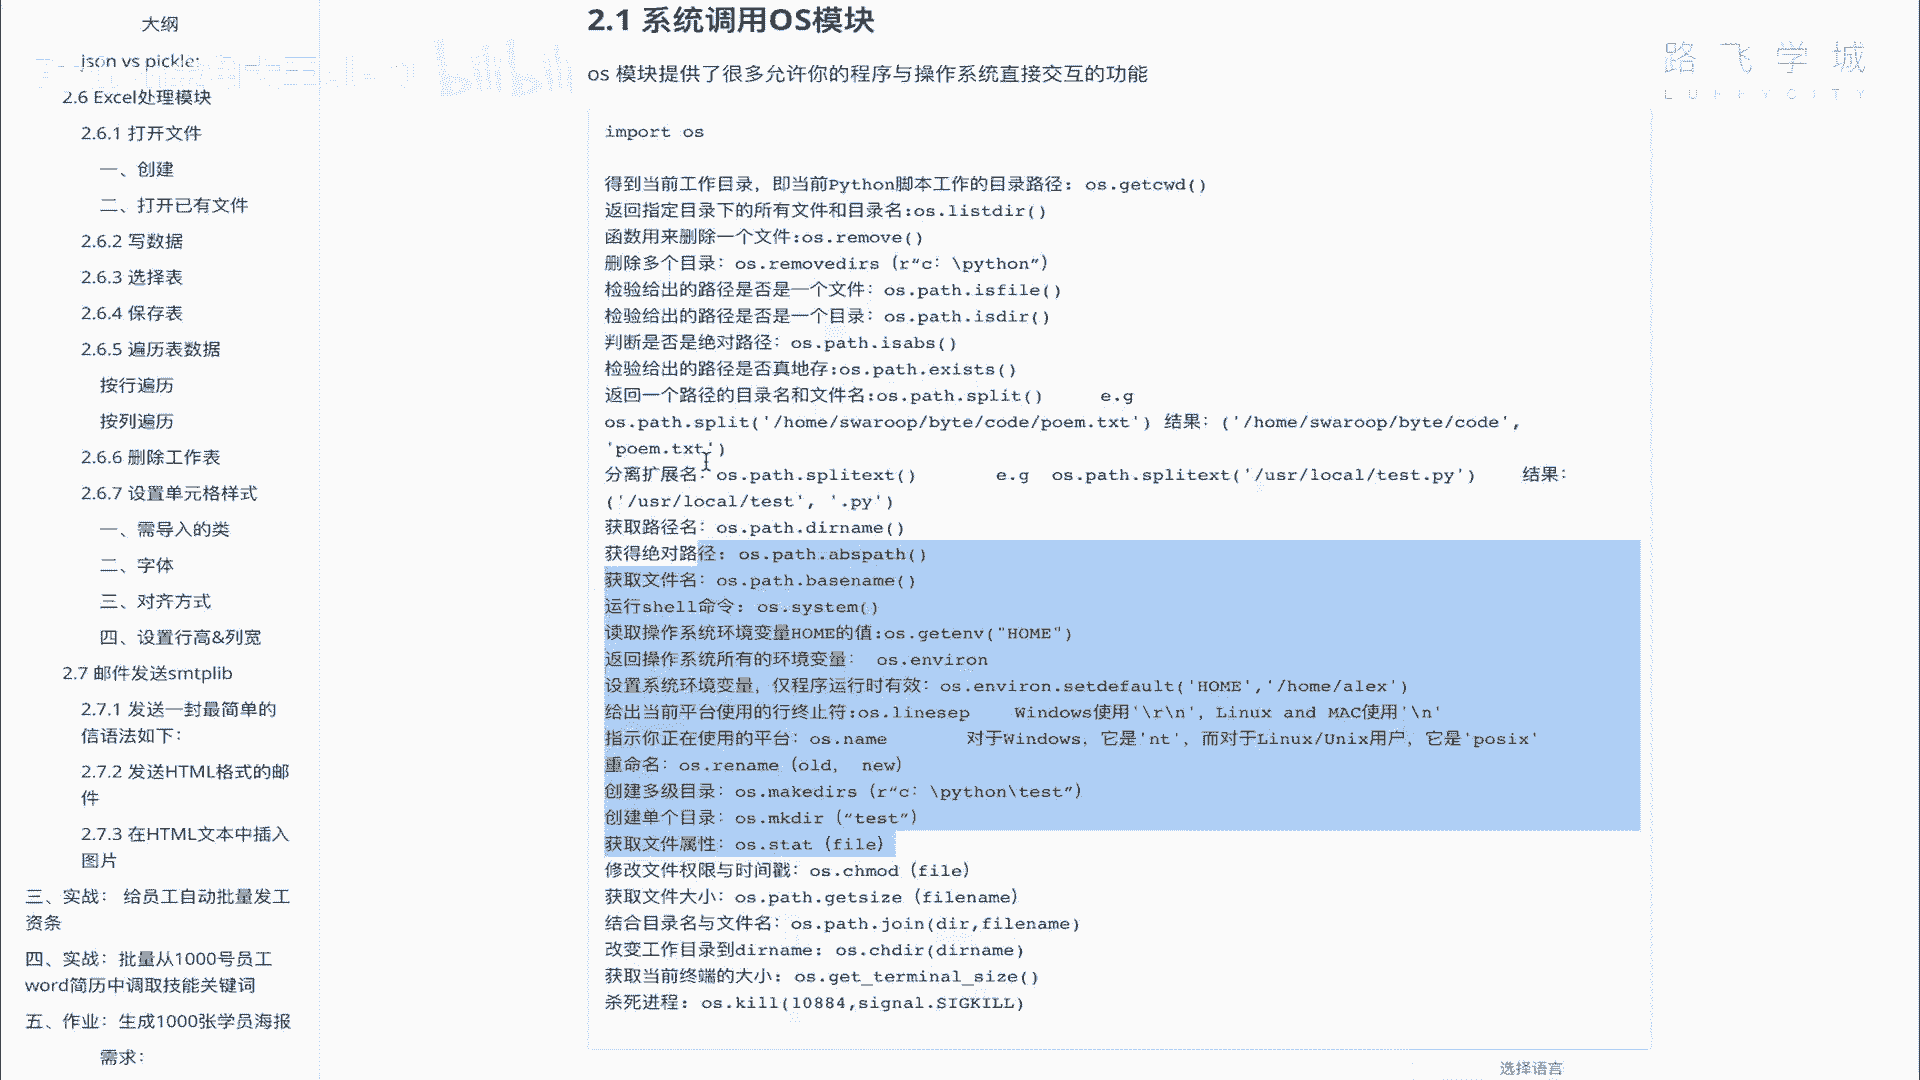 大纲
json vs pickle:
2.6 Excel处理模块
2.6.1 打开文件
一、创建
二、打开已有文件
2.6.2 写数据
2.6.3 选择表
2.6.4 保存表
2.6.5 遍历表数据
按行遍历
按列遍历
2.6.6 删除工作表
2.6.7 设置单元格样式
一、需导入的类
二、字体
三、对齐方式
四、设置行高&列宽
2.7 邮件发送smtplib
2.7.1 发送一封最简单的
信语法如下：
2.7.2 发送HTML格式的邮
件
2.7.3 在HTML文本中插入
图片
三、实战： 给员工自动批量发工
资条
四、实战：批量从1000号员工
word简历中调取技能关键词
五、作业：生成1000张学员海报
需求：
bilibili
路飞学城
LUFFYCITY
2.1 系统调用OS模块
os 模块提供了很多允许你的程序与操作系统直接交互的功能
import os
得到当前工作目录，即当前Python脚本工作的目录路径: os.getcwd()
返回指定目录下的所有文件和目录名:os.listdir()
函数用来删除一个文件:os.remove()
删除多个目录：os.removedirs（r“c：\python”）
检验给出的路径是否是一个文件：os.path.isfile()
检验给出的路径是否是一个目录：os.path.isdir()
判断是否是绝对路径：os.path.isabs()
检验给出的路径是否真地存:os.path.exists()
返回一个路径的目录名和文件名:os.path.split()     e.g
os.path.split('/home/swaroop/byte/code/poem.txt') 结果：('/home/swaroop/byte/code',
'poem.txt')
分离扩展名：os.path.splitext()       e.g  os.path.splitext('/usr/local/test.py')    结果：
('/usr/local/test', '.py')
获取路径名：os.path.dirname()
获得绝对路径: os.path.abspath()
获取文件名：os.path.basename()
运行shell命令: os.system()
读取操作系统环境变量HOME的值:os.getenv("HOME")
返回操作系统所有的环境变量： os.environ
设置系统环境变量，仅程序运行时有效：os.environ.setdefault('HOME','/home/alex')
给出当前平台使用的行终止符:os.linesep    Windows使用'\r\n'，Linux and MAC使用'\n'
指示你正在使用的平台：os.name       对于Windows，它是'nt'，而对于Linux/Unix用户，它是'posix'
重命名：os.rename（old， new）
创建多级目录：os.makedirs（r“c：\python\test”）
创建单个目录：os.mkdir（“test”）
获取文件属性：os.stat（file）
修改文件权限与时间戳：os.chmod（file）
获取文件大小：os.path.getsize（filename）
结合目录名与文件名：os.path.join(dir,filename)
改变工作目录到dirname: os.chdir(dirname)
获取当前终端的大小: os.get_terminal_size()
杀死进程: os.kill(10884,signal.SIGKILL)
选择语言